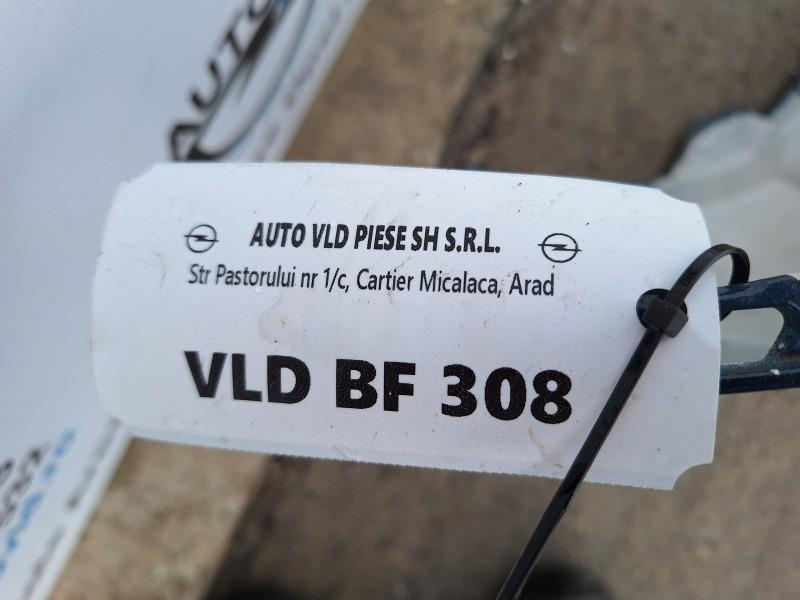 AUTO
AUTO VLD PIESE SH S.R.L.
Str Pastorului nr 1/c, Cartier Micalaca, Arad
VLD BF 308